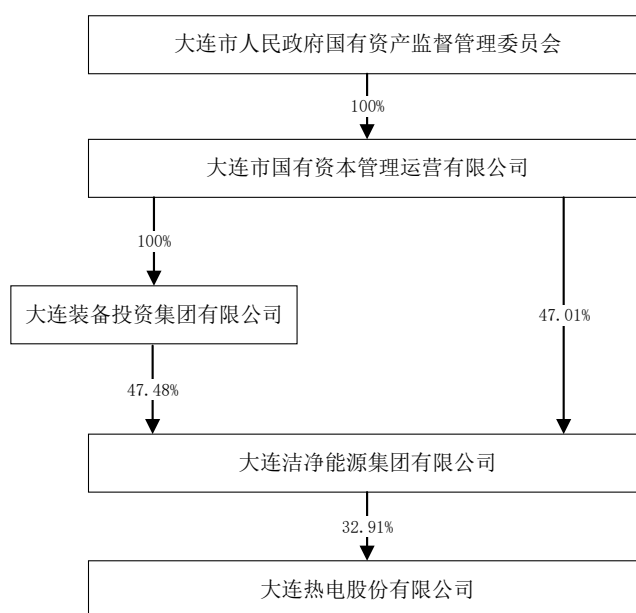 大连市人民政府国有资产监督管理委员会
100%
大连市国有资本管理运营有限公司
100%
大连装备投资集团有限公司
47.01%
47.48%
大连洁净能源集团有限公司
32.91%
大连热电股份有限公司